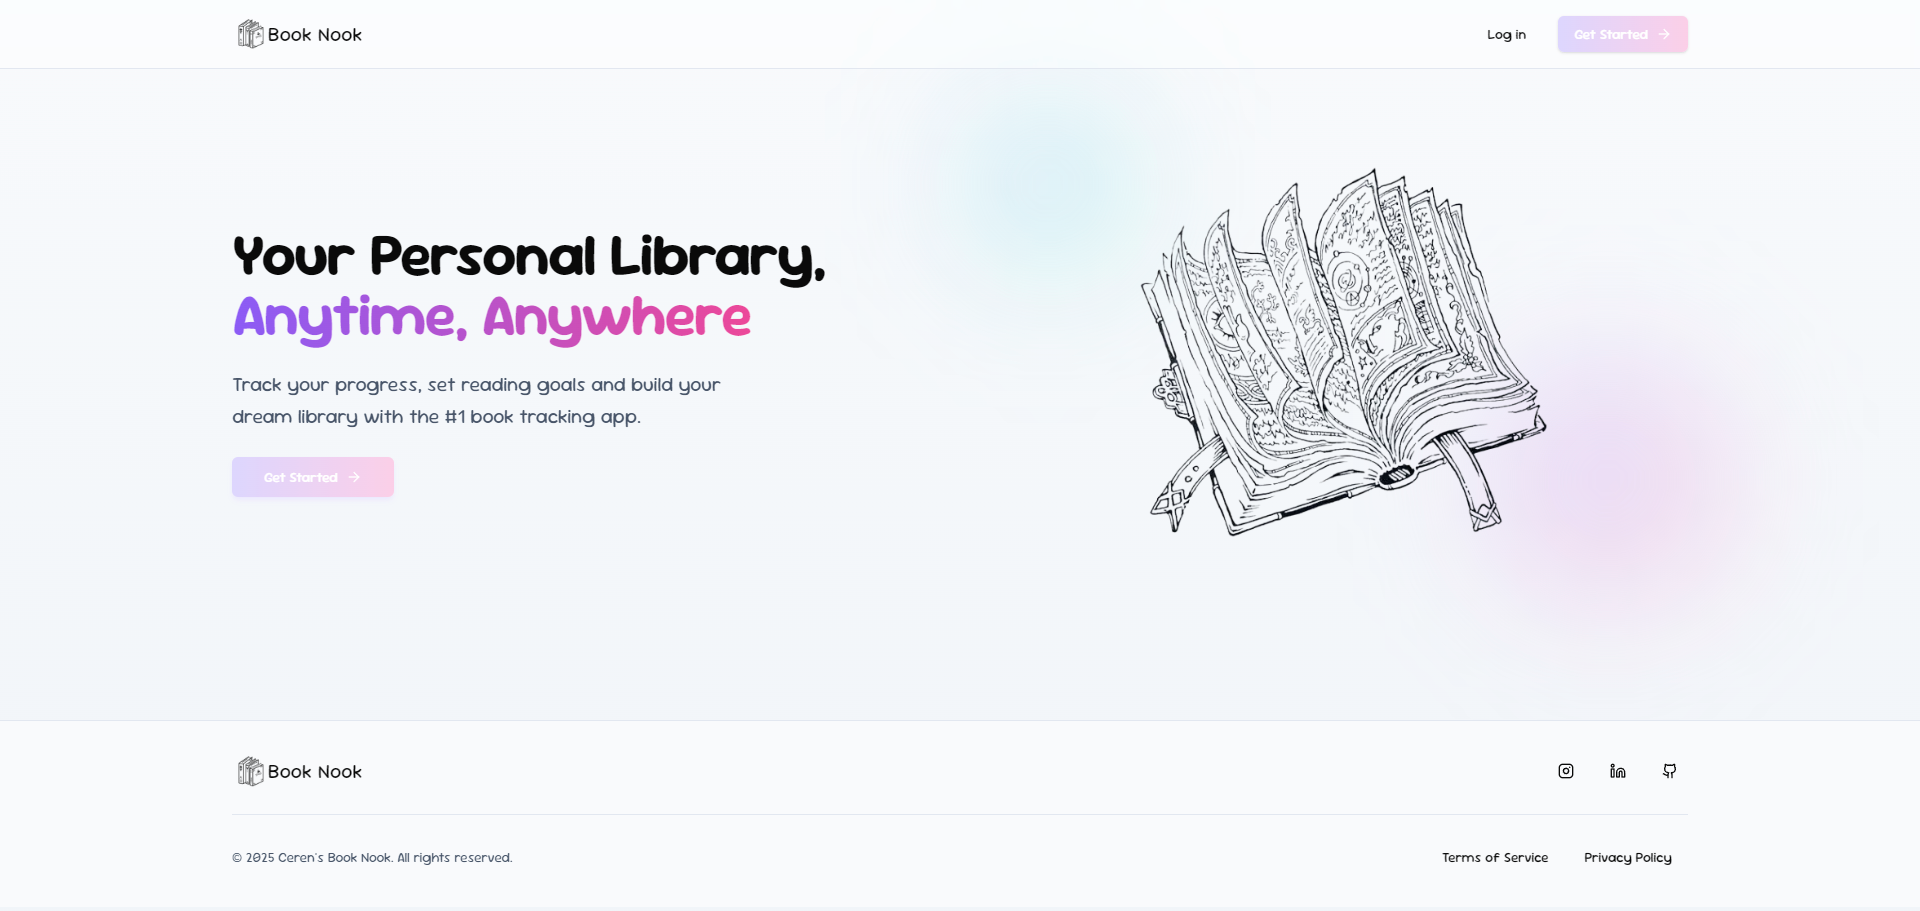 Book Nook
Log in
Get Started
Your Personal Library,
Anytime, Anywhere
Track your progress, set reading goals and build your
dream library with the #1 book tracking app.
Get Started
Book Nook
© 2025 Ceren's Book Nook. All rights reserved.
Terms of Service
Privacy Policy